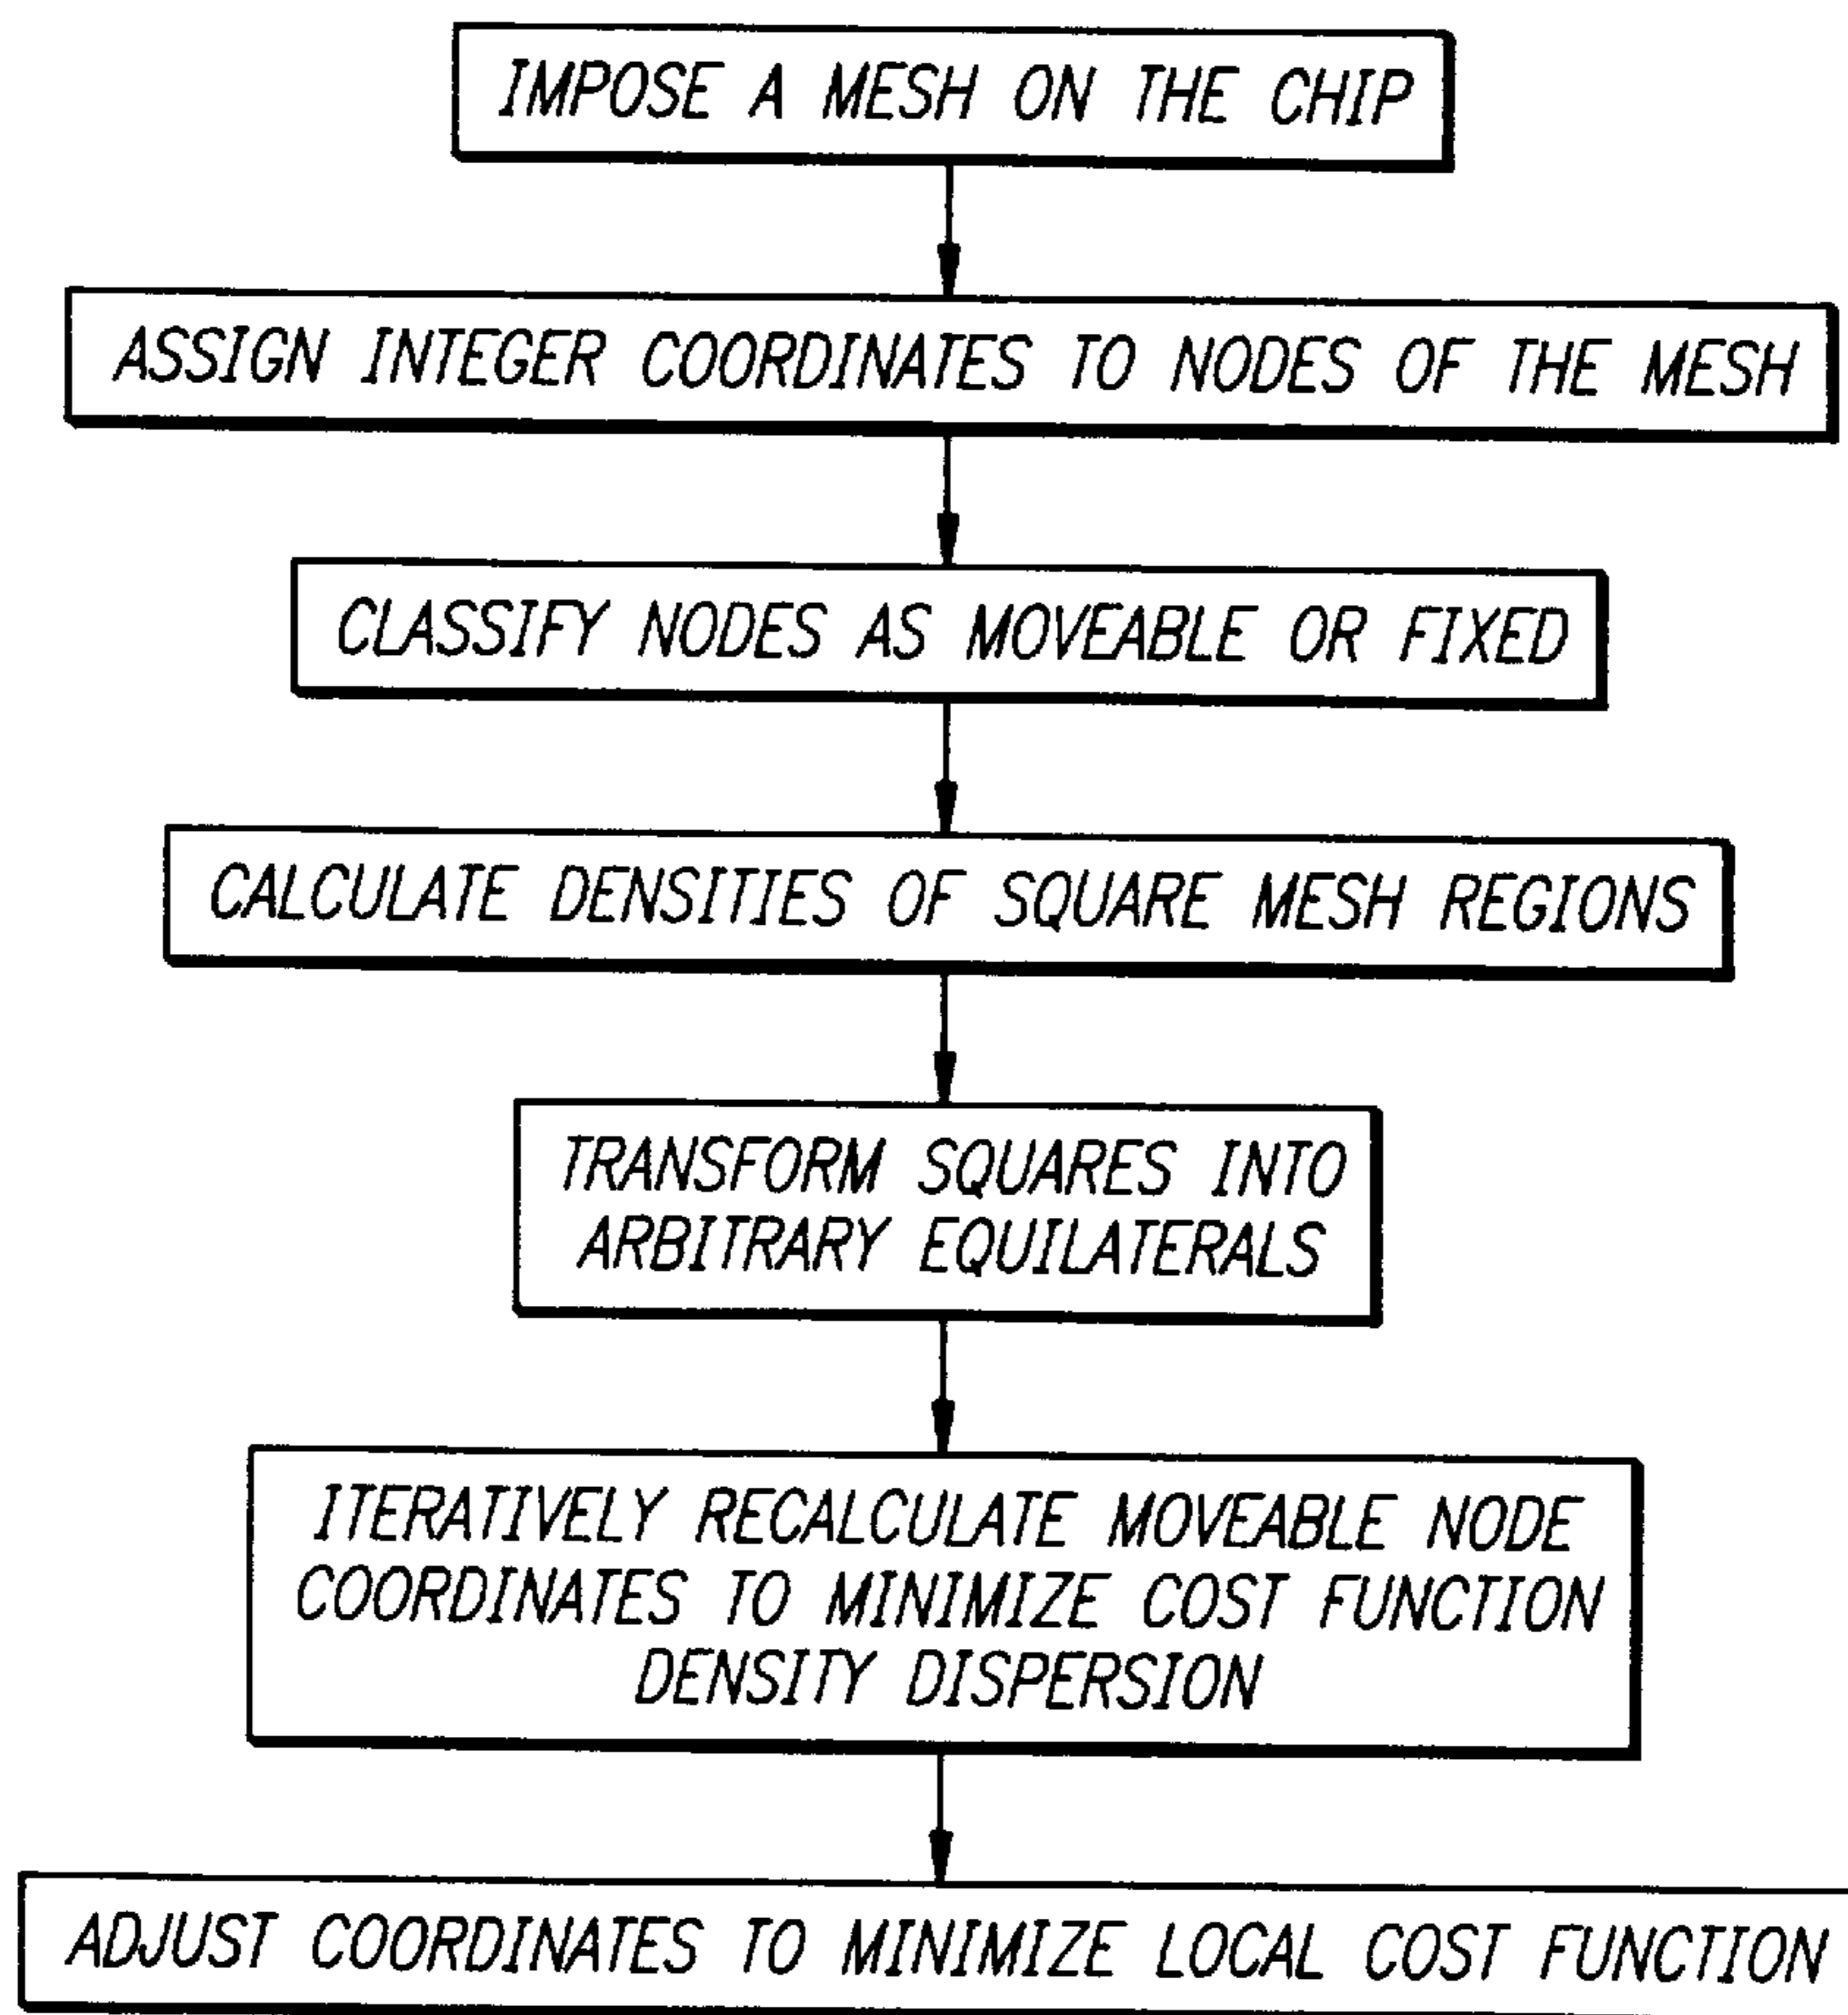 IMPOSE A MESH ON THE CHIP
ASSIGN INTEGER COORDINATES TO NODES OF THE MESH
CLASSIFY NODES AS MOVEABLE OR FIXED
CALCULATE DENSITIES OF SQUARE MESH REGIONS
TRANSFORM SQUARES INTO
ARBITRARY EQUILATERALS
ITERATIVELY RECALCULATE MOVEABLE NODE
COORDINATES TO MINIMIZE COST FUNCTION
DENSITY DISPERSION
ADJUST COORDINATES TO MINIMIZE LOCAL COST FUNCTION